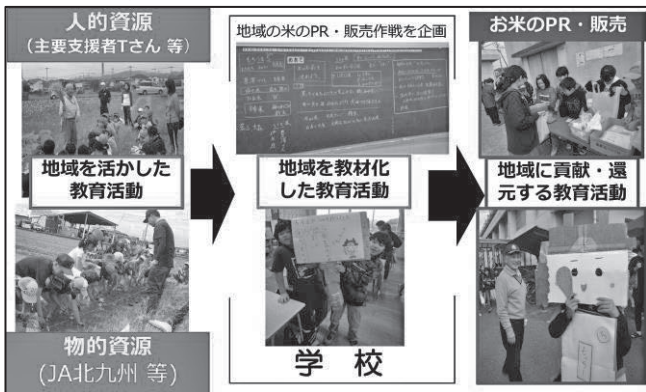 人的資源
(主要支援者Tさん 等)
地域を活かした
教育活動
物的資源
(JA北九州 等)
地域の米のPR・販売作戦を企画
地域を教材化
した教育活動
学 校
お米のPR・販売
地域に貢献・還
元する教育活動